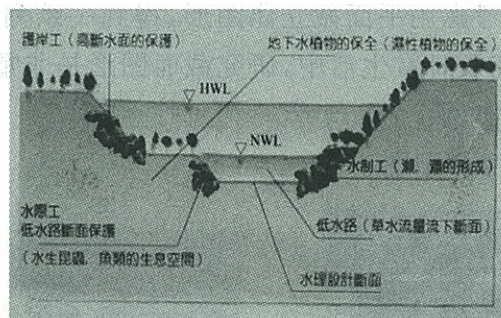 護岸工（高斷水面的保護）
地下水植物的保全（濕性植物的保全）
HWL
NWL
水制工（瀨、淵的形成）
水際工
低水路斷面保護
（水生昆蟲、魚類的生息空間）
低水路（單水流量流下斷面）
水理設計斷面